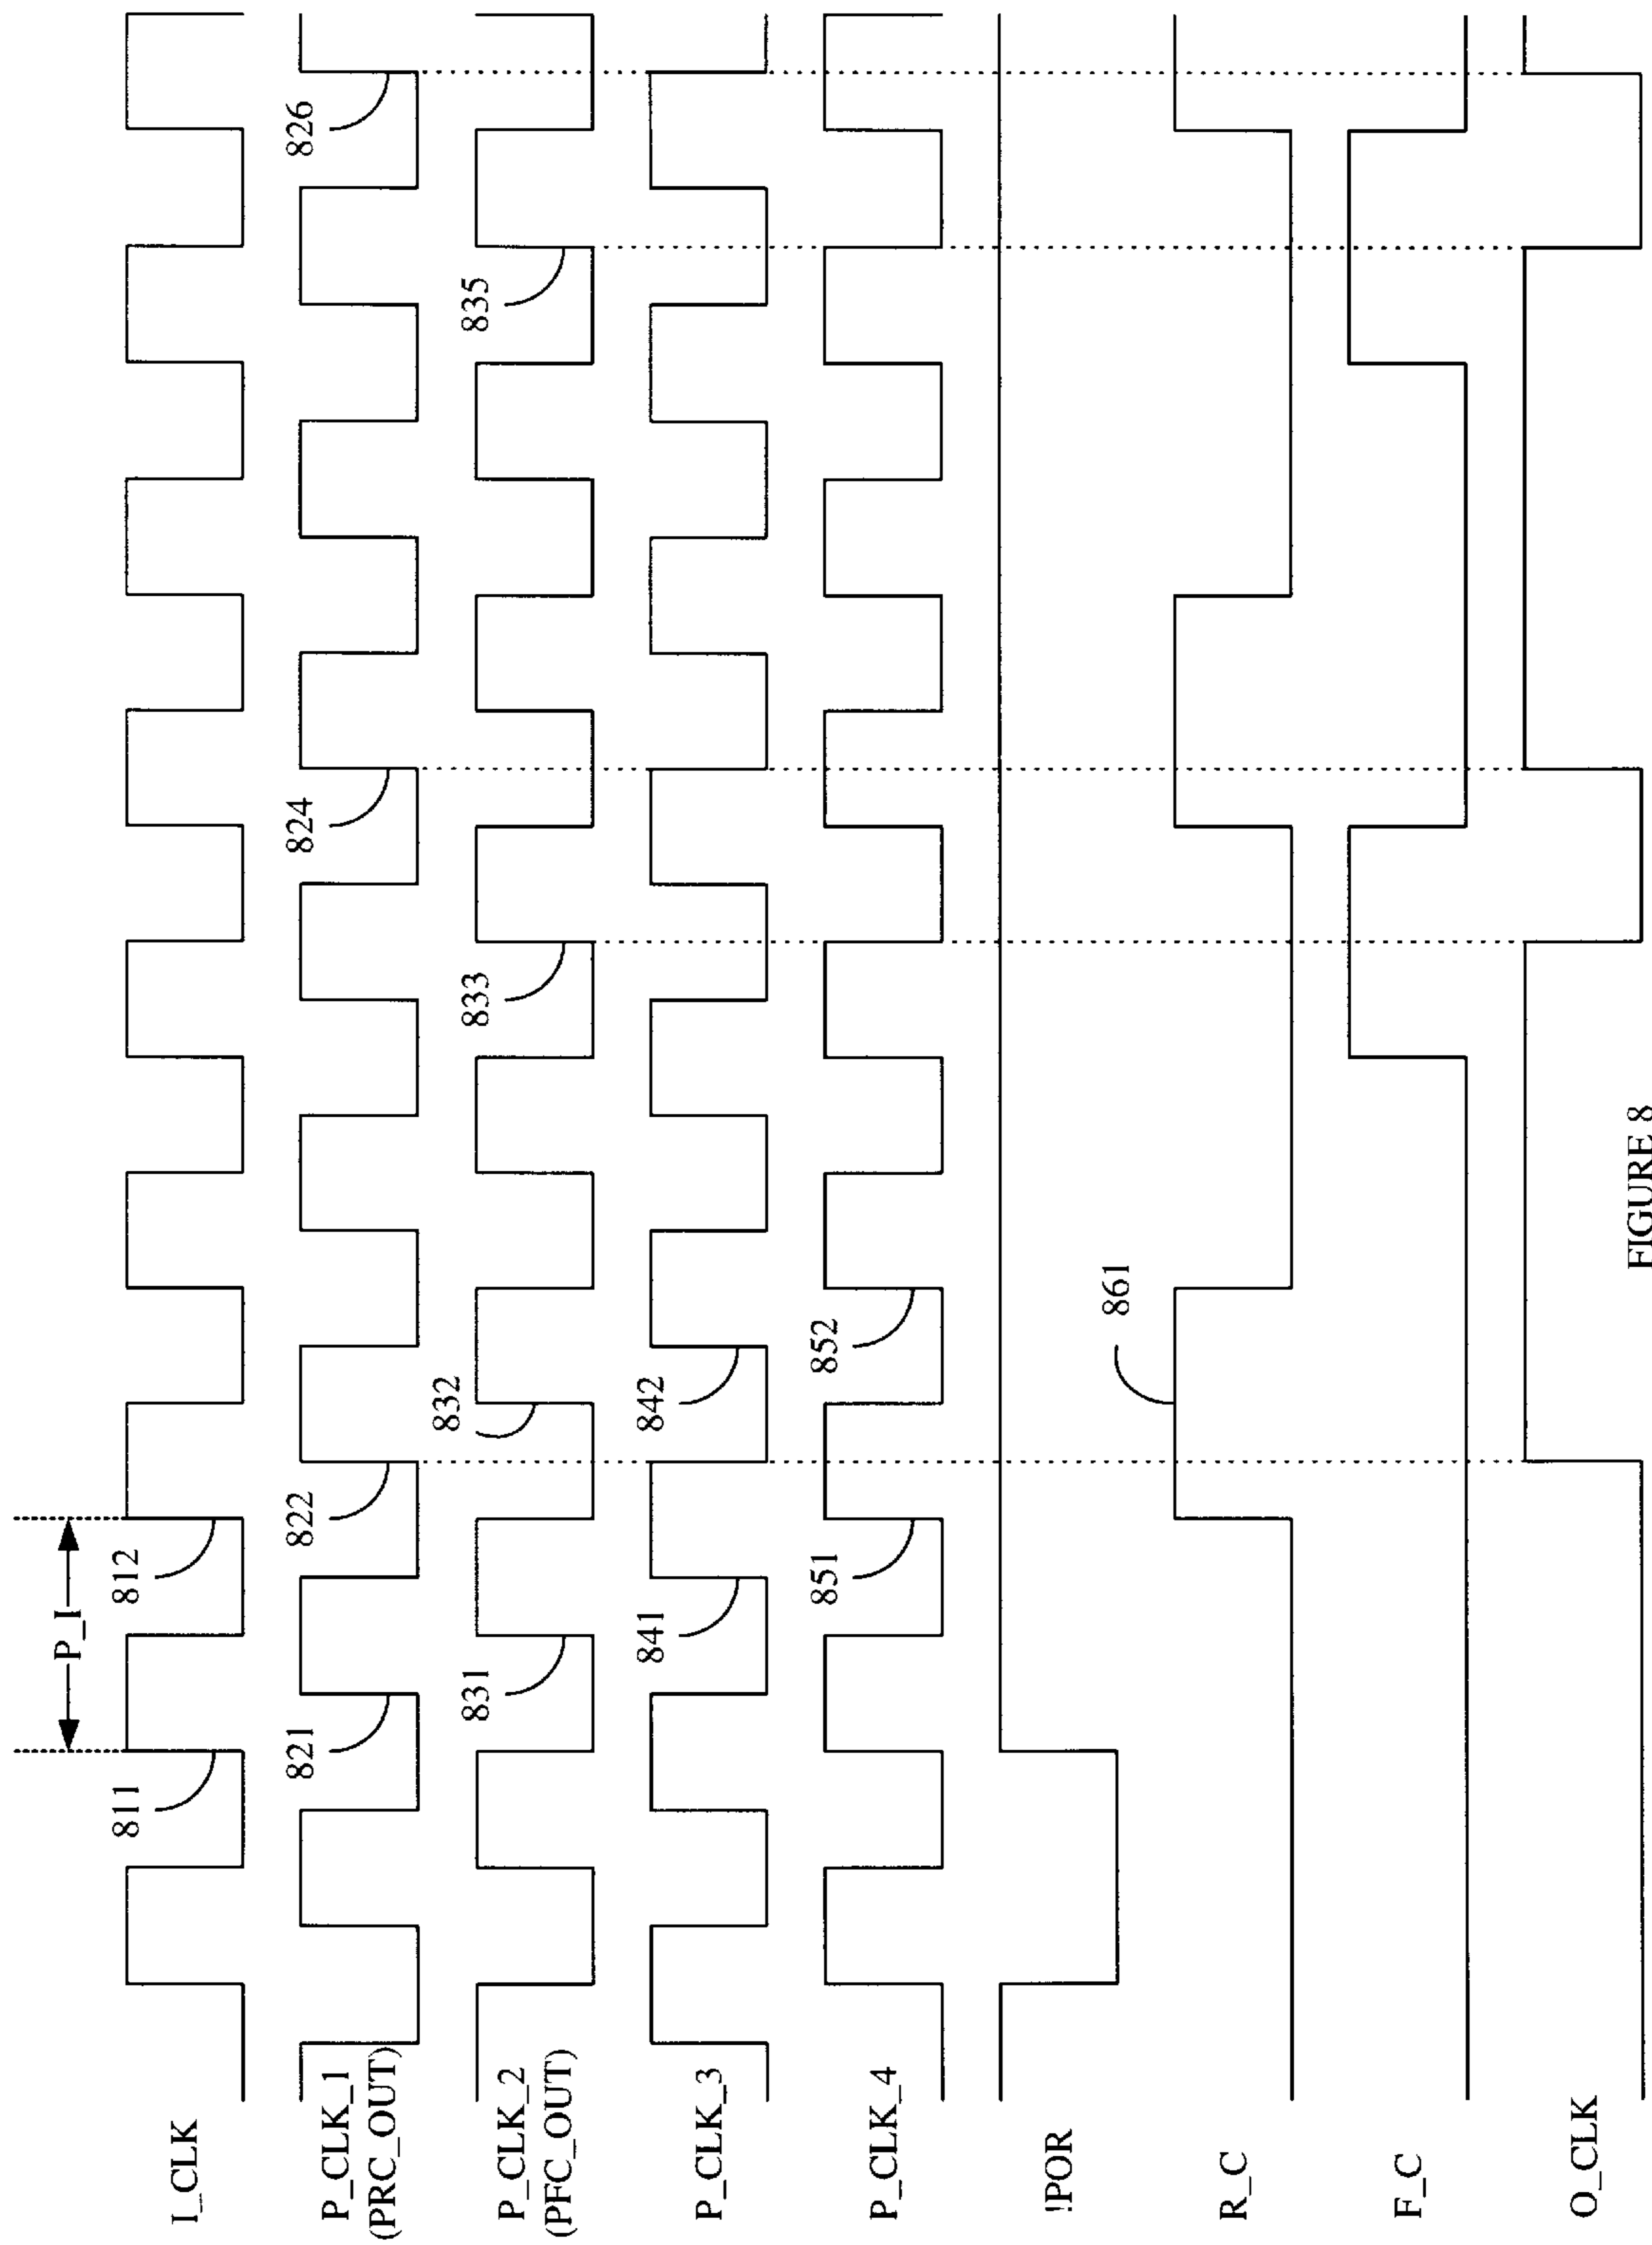 P_I
I_CLK
811
812
P_CLK_1
(PRC_OUT)
821
822
824
826
P_CLK_2
(PFC_OUT)
831
832
833
835
P_CLK_3
841
842
P_CLK_4
851
852
!POR
R_C
861
F_C
O_CLK
FIGURE 8